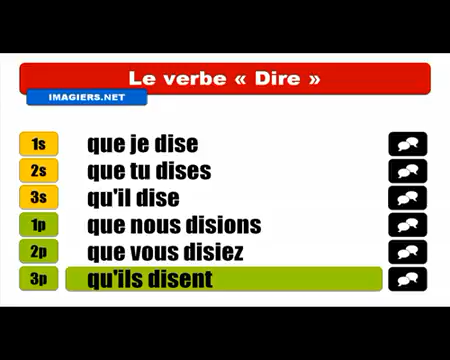 Le verbe « Dire »
IMAGIERS.NET
1s que je dise
2s que tu dises
3s qu'il dise
1p que nous disions
2p que vous disiez
3p qu'ils disent